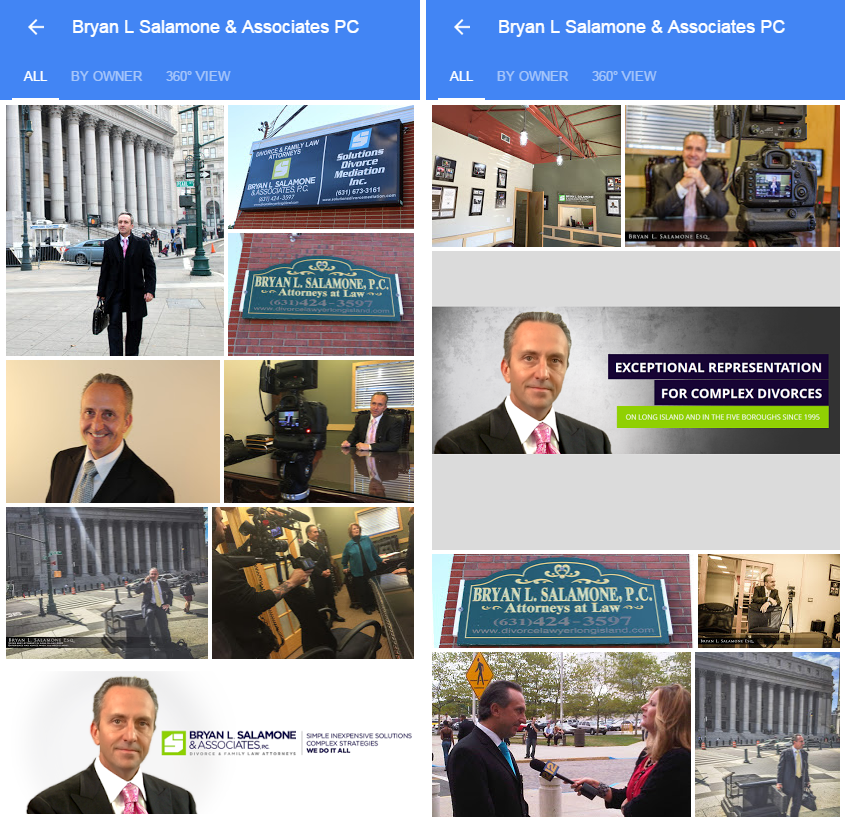 Bryan L Salamone & Associates PC
ALL BY OWNER 360° VIEW
DIVORCE & FAMILY LAW
ATTORNEYS
BRYAN L. SALAMONE
& ASSOCIATES, P.C.
(631) 424-3597
Solutions
Divorce
Mediation
Inc.
(631) 673-3161
BRYAN L. SALAMONE, P.C.
Attorneys at Law
(631)424-3597
www.divorcelawyerlongisland.com
BRYAN L. SALAMONE ESQ.
BRYAN L. SALAMONE
& ASSOCIATES, P.C.
DIVORCE & FAMILY LAW ATTORNEYS
SIMPLE INEXPENSIVE SOLUTIONS
COMPLEX STRATEGIES
WE DO IT ALL
Bryan L Salamone & Associates PC
ALL BY OWNER 360° VIEW
BRYAN L. SALAMONE ESQ.
EXCEPTIONAL REPRESENTATION
FOR COMPLEX DIVORCES
ON LONG ISLAND AND IN THE FIVE BOROUGHS SINCE 1995
BRYAN L. SALAMONE, P.C.
Attorneys at Law
(631)424-3597
www.divorcelawyerlongisland.com
BRYAN L. SALAMONE ESQ.